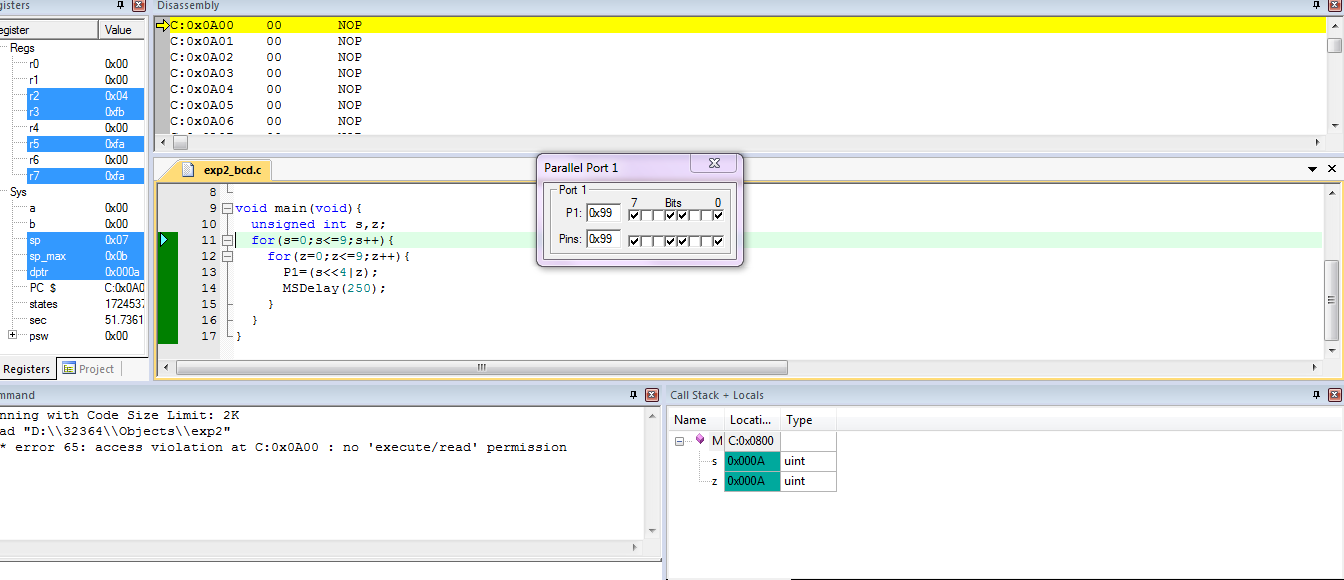 gisters
Disassembly
egister Value
Regs
r0 0x00
r1 0x00
r2 0x04
r3 0xfb
r4 0x00
r5 0xfa
r6 0x00
r7 0xfa
Sys
a 0x00
b 0x00
sp 0x07
sp_max 0x0b
dptr 0x000a
PC $ C:0x0A0
states 1724537
sec 51.7361
psw 0x00
Registers Project
C:0x0A00 00 NOP
C:0x0A01 00 NOP
C:0x0A02 00 NOP
C:0x0A03 00 NOP
C:0x0A04 00 NOP
C:0x0A05 00 NOP
C:0x0A06 00 NOP
exp2_bcd.c
8
9 void main(void){
10 unsigned int s,z;
11 for(s=0;s<=9;s++){
12 for(z=0;z<=9;z++){
13 P1=(s<<4|z);
14 MSDelay(250);
15 }
16 }
17 }
Parallel Port 1
Port 1
7 Bits 0
P1: 0x99
Pins: 0x99
mmand
nning with Code Size Limit: 2K
ad "D:\\32364\\Objects\\exp2"
* error 65: access violation at C:0x0A00 : no 'execute/read' permission
Call Stack + Locals
Name Locati... Type
M C:0x0800
s 0x000A uint
z 0x000A uint